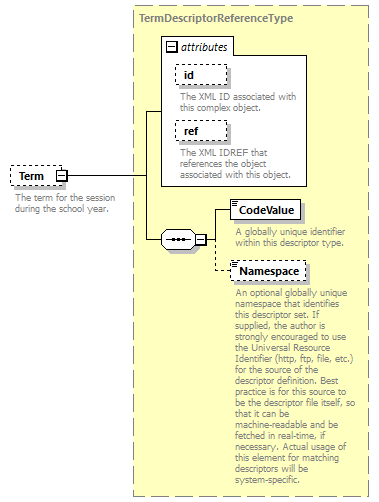 TermDescriptorReferenceType
attributes
id
The XML ID associated with
this complex object.
ref
The XML IDREF that
references the object
associated with this object.
Term
The term for the session
during the school year.
CodeValue
A globally unique identifier
within this descriptor type.
Namespace
An optional globally unique
namespace that identifies
this descriptor set. If
supplied, the author is
strongly encouraged to use
the Universal Resource
Identifier (http, ftp, file, etc.)
for the source of the
descriptor definition. Best
practice is for this source to
be the descriptor file itself, so
that it can be
machine-readable and be
fetched in real-time, if
necessary. Actual usage of
this element for matching
descriptors will be
system-specific.